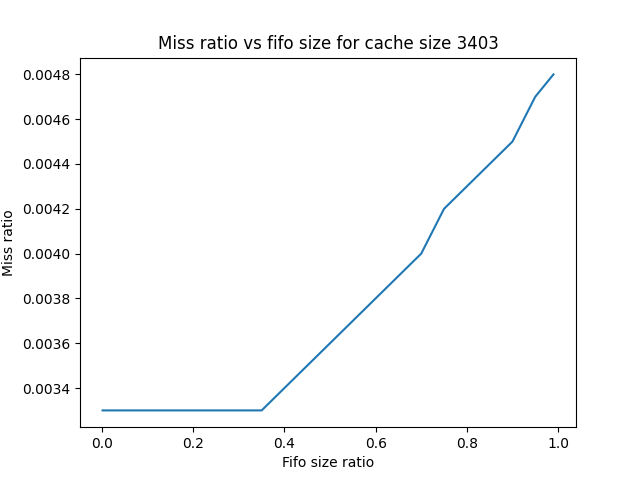 Miss ratio vs fifo size for cache size 3403
0.0048
0.0046
0.0044
0.0042
0.0040
0.0038
0.0036
0.0034
Miss ratio
0.0 0.2 0.4 0.6 0.8 1.0
Fifo size ratio